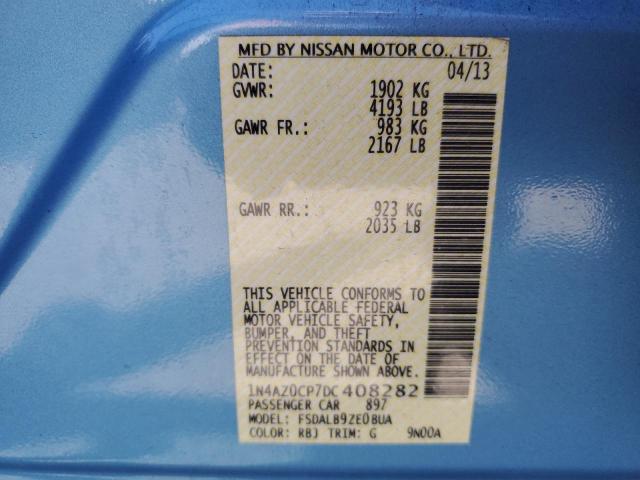 MFD BY NISSAN MOTOR CO., LTD.
DATE: 04/13
GVWR: 1902 KG
4193 LB
GAWR FR.: 983 KG
2167 LB
GAWR RR.: 923 KG
2035 LB
THIS VEHICLE CONFORMS TO
ALL APPLICABLE FEDERAL
MOTOR VEHICLE SAFETY,
BUMPER, AND THEFT
PREVENTION STANDARDS IN
EFFECT ON THE DATE OF
MANUFACTURE SHOWN ABOVE.
1N4AZ0CP7DC408282
PASSENGER CAR 897
MODEL: FSDALB9ZE0BUA
COLOR: RBJ TRIM: G 9N00A